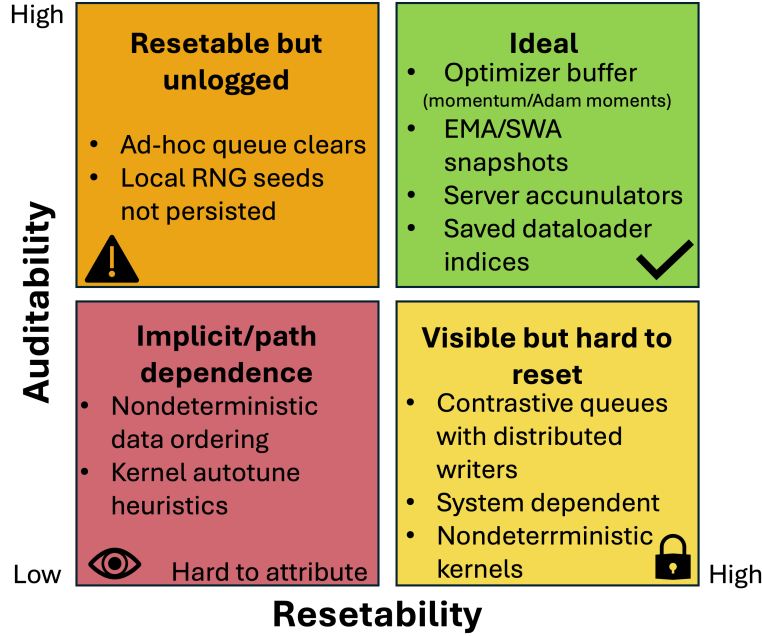 High
Resetable but
unlogged
• Ad-hoc queue clears
• Local RNG seeds
not persisted
Ideal
• Optimizer buffer
(momentum/Adam moments)
• EMA/SWA
snapshots
• Server accunulators
• Saved dataloader
indices
Auditability
Implicit/path
dependence
• Nondeterministic
data ordering
• Kernel autotune
heuristics
Hard to attribute
Visible but hard to
reset
• Contrastive queues
with distributed
writers
• System dependent
• Nondeterrministic
kernels
Low
High
Resetability